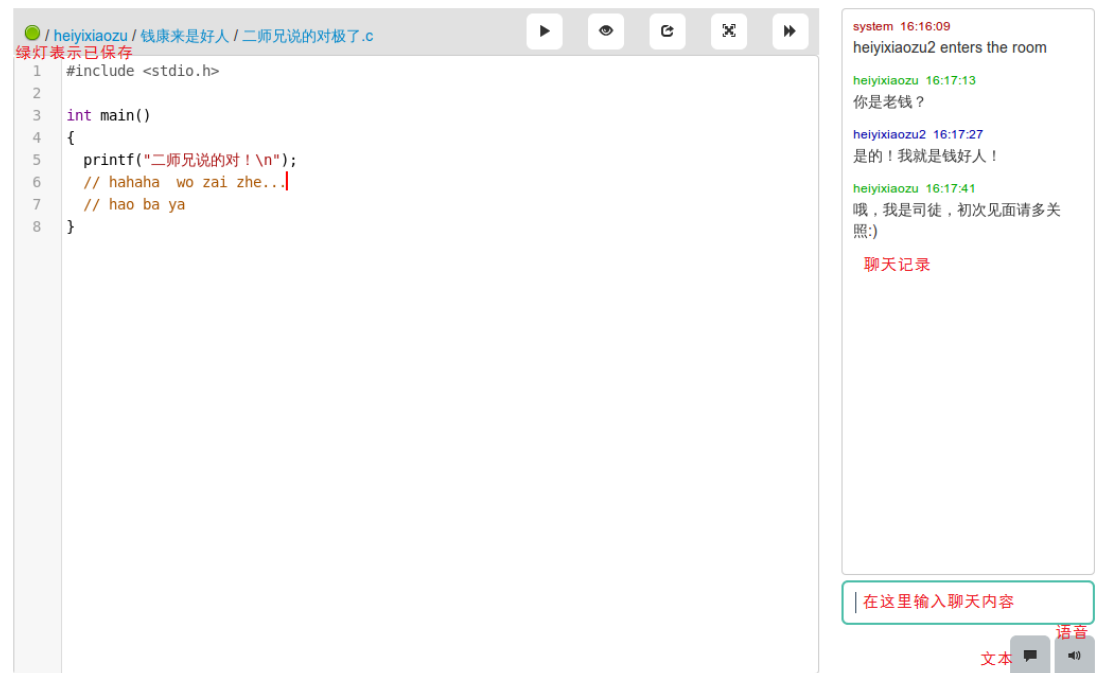 / heiyixiaozu / 钱康来是好人 / 二师兄说的对极了.c
绿灯表示已保存
1 #include <stdio.h>
2
3 int main()
4 {
5 printf("二师兄说的对！\n");
6 // hahaha  wo zai zhe...
7 // hao ba ya
8 }
system 16:16:09
heiyixiaozu2 enters the room
heiyixiaozu 16:17:13
你是老钱？
heiyixiaozu2 16:17:27
是的！我就是钱好人！
heiyixiaozu 16:17:41
哦，我是司徒，初次见面请多关
照:)
聊天记录
在这里输入聊天内容
语音
文本